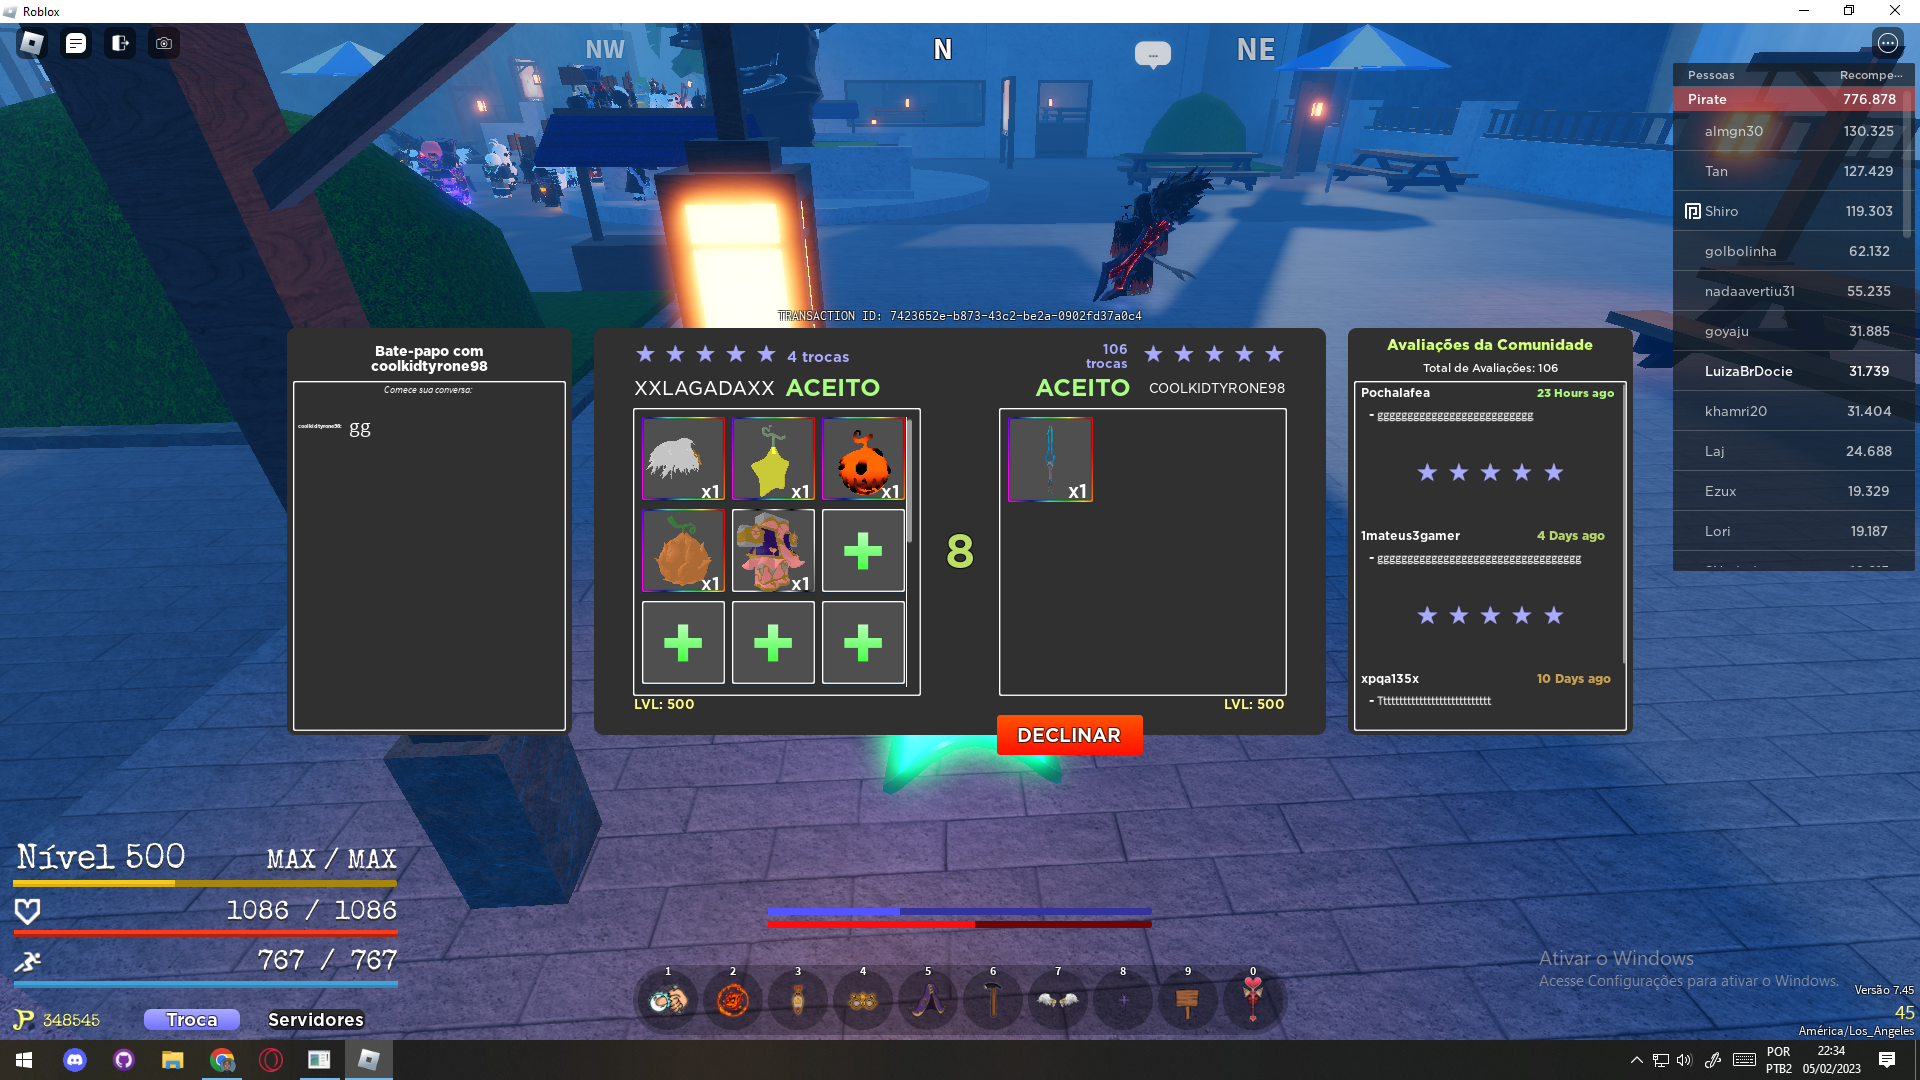 Roblox
NW
N
...
NE
Pessoas Recompe...
Pirate 776.878
almgn30 130.325
Tan 127.429
Shiro 119.303
golbolinha 62.132
nadaavertiu31 55.235
goyaju 31.885
LuizaBrDocie 31.739
khamri20 31.404
Laj 24.688
Ezux 19.329
Lori 19.187
TRANSACTION ID: 7423652e-b873-43c2-be2a-0902fd37a0c4
Bate-papo com
coolkidtyrone98
Comece sua conversa:
coolkidtyrone98: gg
4 trocas
XXLAGADAXX ACEITO
x1 x1 x1
x1 x1
LVL: 500
8
106
trocas
ACEITO COOLKIDTYRONE98
x1
LVL: 500
DECLINAR
Avaliações da Comunidade
Total de Avaliações: 106
Pochalafea 23 Hours ago
1mateus3gamer 4 Days ago
xpqa135x 10 Days ago
Nível 500 MAX / MAX
1086 / 1086
767 / 767
348545
Troca
Servidores
1 2 3 4 5 6 7 8 9 0
Ativar o Windows
Acesse Configurações para ativar o Windows.
Versão 7.45
45
América/Los_Angeles
POR
PTB2
22:34
05/02/2023